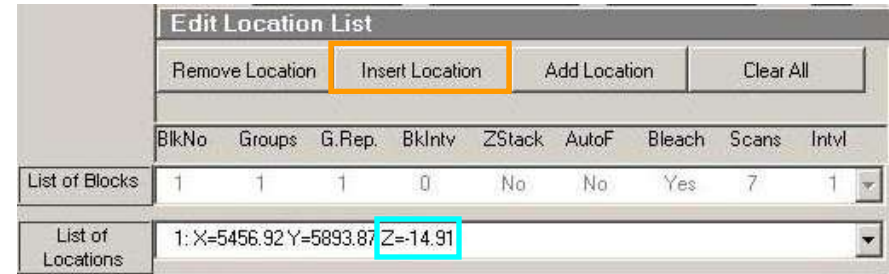 Edit Location List
Remove Location Insert Location Add Location Clear All
BlkNo Groups G.Rep. BkIntv ZStack AutoF Bleach Scans Intvl
List of Blocks 1 1 1 0 No No Yes 7 1
List of
Locations
1: X=5456.92 Y=5893.87 Z=-14.91